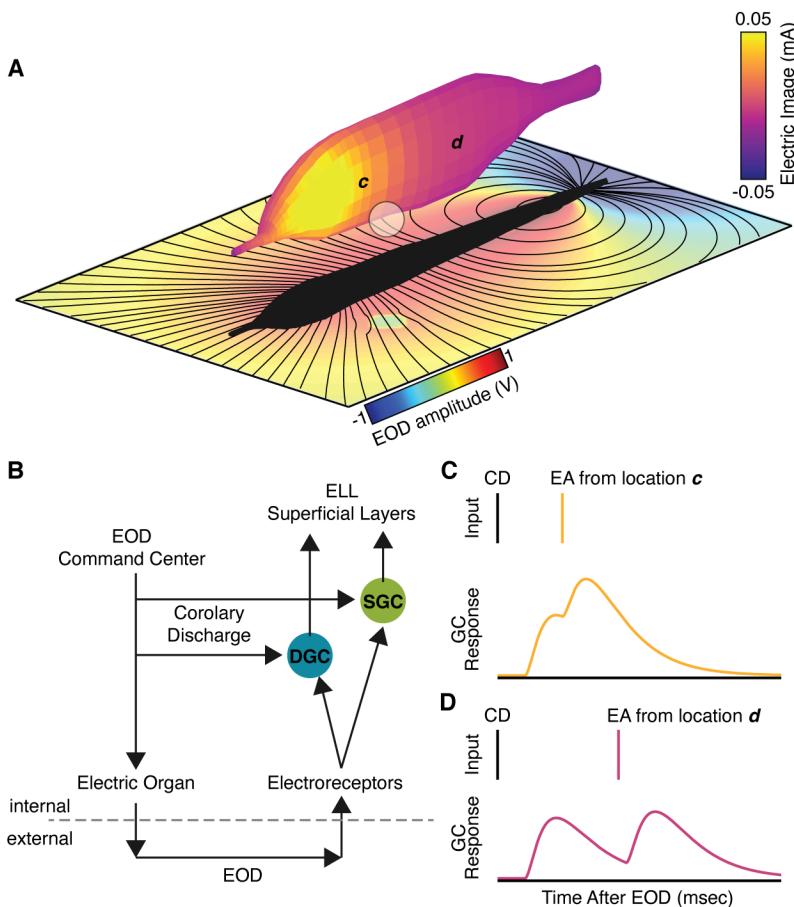 A
0.05
Electric Image (mA)
-0.05
c
d
-1
1
EOD amplitude (V)
B
ELL
Superficial Layers
EOD
Command Center
SGC
Corolary
Discharge
DGC
Electric Organ
Electroreceptors
internal
external
EOD
C
CD
EA from location c
Input
GC
Response
D
CD
EA from location d
Input
GC
Response
Time After EOD (msec)